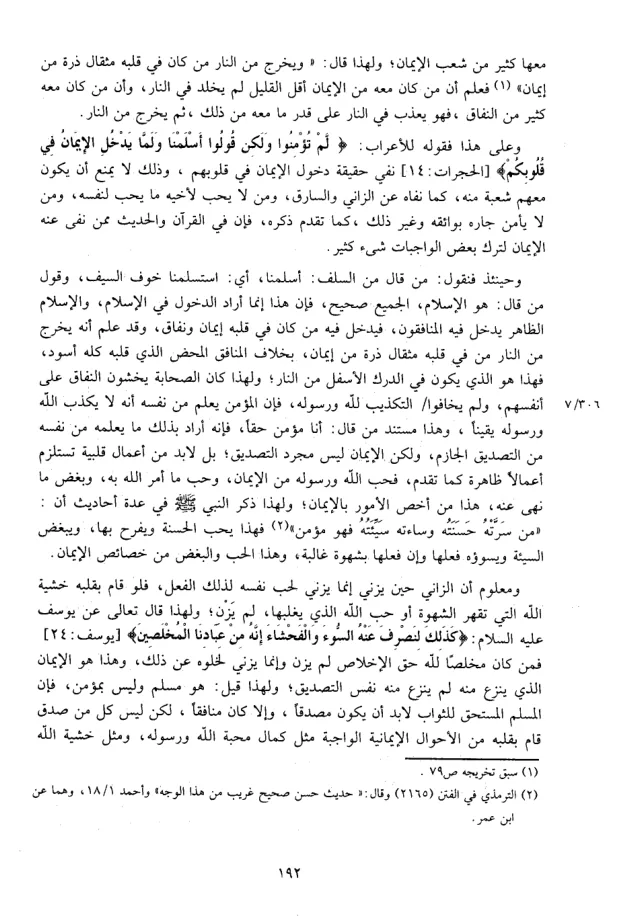 معها كثير من شعب الإيمان؛ ولهذا قال: « ويخرج من النار من كان في قلبه مثقال ذرة من
إيمان» (١) فعلم أن من كان معه من الإيمان أقل القليل لم يخلد في النار، وأن من كان معه
كثير من النفاق ،فهو يعذب في النار على قدر ما معه من ذلك ،ثم يخرج من النار.
وعلى هذا فقوله للأعراب: ﴿ لَّمْ تُؤْمِنُوا وَلَكِن قُولُوا أَسْلَمْنَا وَلَمَّا يَدْخُلِ الإِيمَانُ فِي
قُلُوبِكُمْ﴾ [الحجرات: ١٤] نفي حقيقة دخول الإيمان في قلوبهم ، وذلك لا يمنع أن يكون
معهم شعبة منه، كما نفاه عن الزاني والسارق، ومن لا يحب لأخيه ما يحب لنفسه، ومن
لا يأمن جاره بوائقه وغير ذلك ،كما تقدم ذكره، فإن في القرآن والحديث ممن نفى عنه
الإيمان لترك بعض الواجبات شىء كثير.
وحينئذ فنقول: من قال من السلف: أسلمنا، أي: استسلمنا خوف السيف، وقول
من قال: هو الإسلام، الجميع صحيح، فإن هذا إنما أراد الدخول في الإسلام، والإسلام
الظاهر يدخل فيه المنافقون، فيدخل فيه من كان في قلبه إيمان ونفاق، وقد علم أنه يخرج
من النار من في قلبه مثقال ذرة من إيمان، بخلاف المنافق المحض الذي قلبه كله أسود،
فهذا هو الذي يكون في الدرك الأسفل من النار؛ ولهذا كان الصحابة يخشون النفاق على
٧/٣٠٦ أنفسهم، ولم يخافوا/ التكذيب لله ورسوله، فإن المؤمن يعلم من نفسه أنه لا يكذب الله
ورسوله يقيناً ، وهذا مستند من قال: أنا مؤمن حقاً، فإنه أراد بذلك ما يعلمه من نفسه
من التصديق الجازم، ولكن الإيمان ليس مجرد التصديق؛ بل لابد من أعمال قلبية تستلزم
أعمالاً ظاهرة كما تقدم، فحب الله ورسوله من الإيمان، وحب ما أمر الله به، وبغض ما
نهى عنه، هذا من أخص الأمور بالإيمان؛ ولهذا ذكر النبي ﷺ في عدة أحاديث أن :
«من سَرَّتْهُ حَسَنَتُه وساءته سَيِّئَتُهُ فهو مؤمن»(٢) فهذا يحب الحسنة ويفرح بها، ويبغض
السيئة ويسوؤه فعلها وإن فعلها بشهوة غالبة، وهذا الحب والبغض من خصائص الإيمان.
ومعلوم أن الزاني حين يزني إنما يزني لحب نفسه لذلك الفعل، فلو قام بقلبه خشية
الله التي تقهر الشهوة أو حب الله الذي يغلبها، لم يَزْنِ؛ ولهذا قال تعالى عن يوسف
عليه السلام: ﴿كَذَلِكَ لِنَصْرِفَ عَنْهُ السُّوءَ وَالْفَحْشَاءَ إِنَّهُ مِنْ عِبَادِنَا الْمُخْلَصِينَ﴾ [يوسف: ٢٤]
فمن كان مخلصًا لله حق الإخلاص لم يزن وإنما يزني لخلوه عن ذلك، وهذا هو الإيمان
الذي ينزع منه لم ينزع منه نفس التصديق؛ ولهذا قيل: هو مسلم وليس بمؤمن، فإن
المسلم المستحق للثواب لابد أن يكون مصدقاً ، وإلا كان منافقاً ، لكن ليس كل من صدق
قام بقلبه من الأحوال الإيمانية الواجبة مثل كمال محبة الله ورسوله، ومثل خشية الله
(١) سبق تخريجه ص٧٩ .
(٢) الترمذي في الفتن (٢١٦٥) وقال:« حديث حسن صحيح غريب من هذا الوجه» وأحمد ١٨/١، وهما عن
ابن عمر.
١٩٢